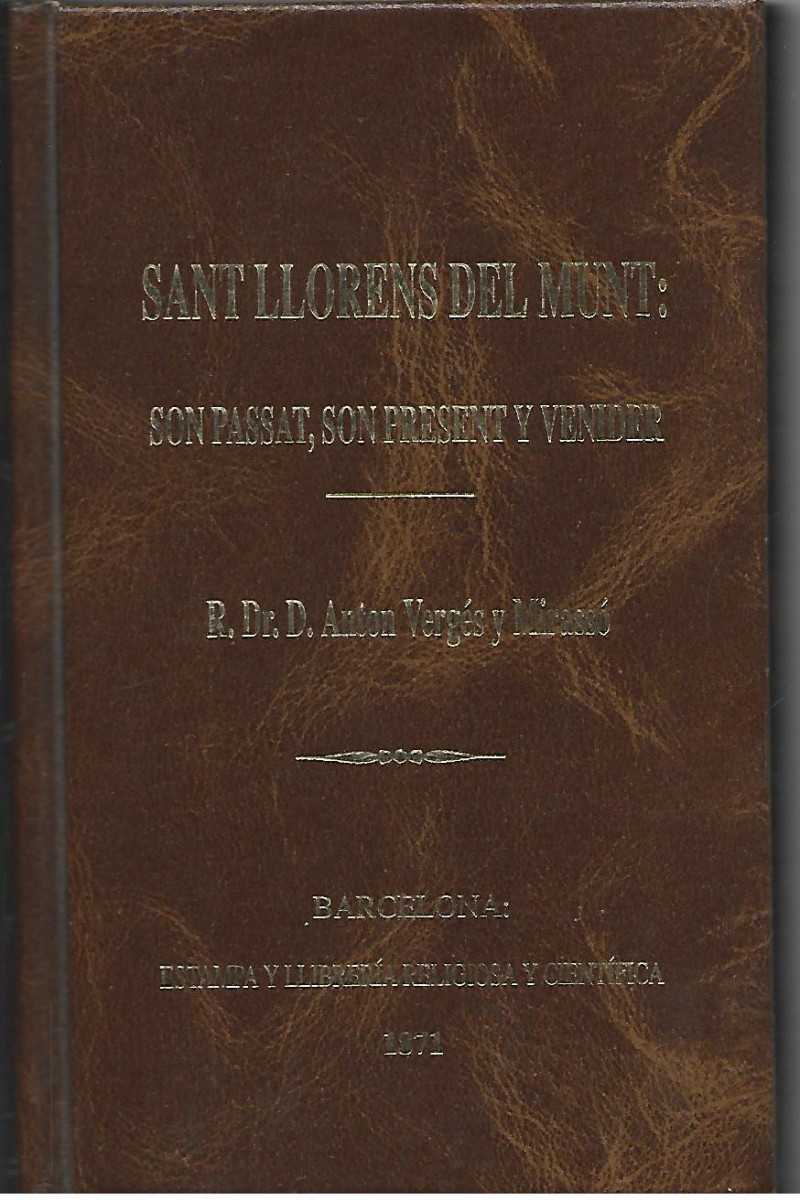 SANT LLORENS DEL MUNT:
SON PASSAT, SON PRESENT Y VENIDER
R. Dr. D. Anton Vergés y Mirassó
BARCELONA:
ESTAMPA Y LLIBRERÍA RELIGIOSA Y CIENTÍFICA
1871